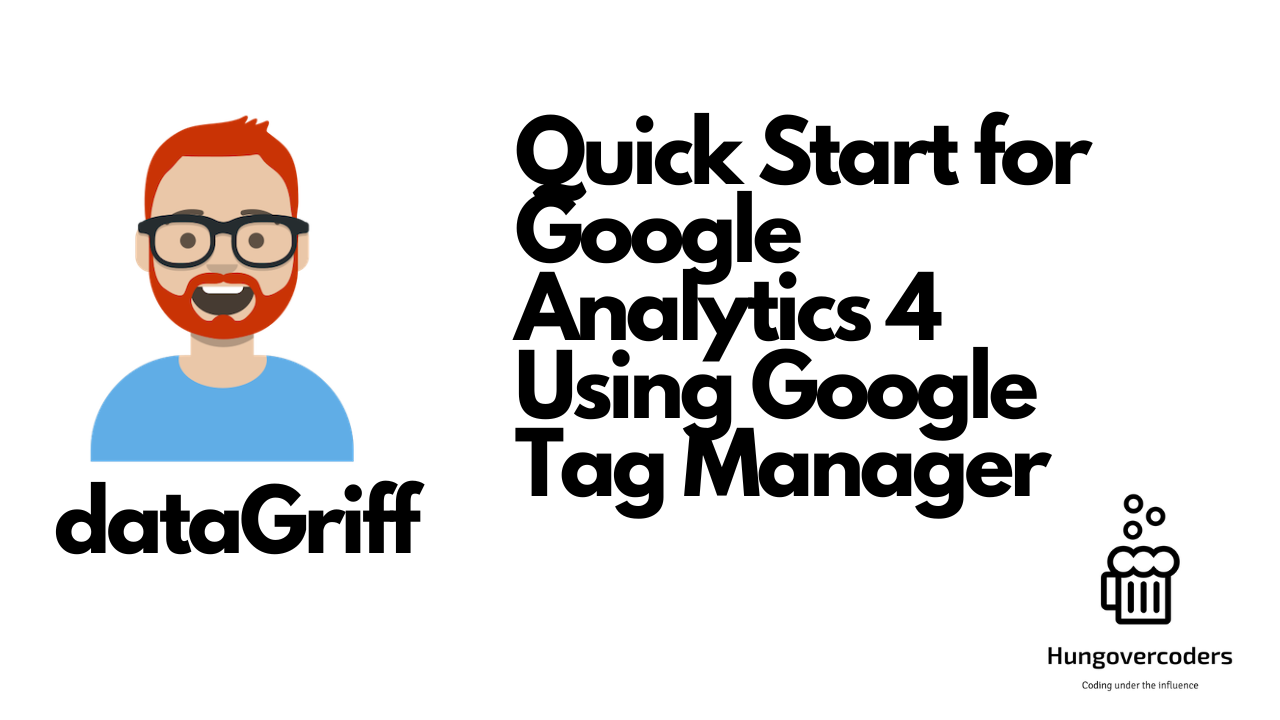 Quick Start for
Google
Analytics 4
Using Google
Tag Manager
dataGriff
Hungovercoders
Coding under the influence